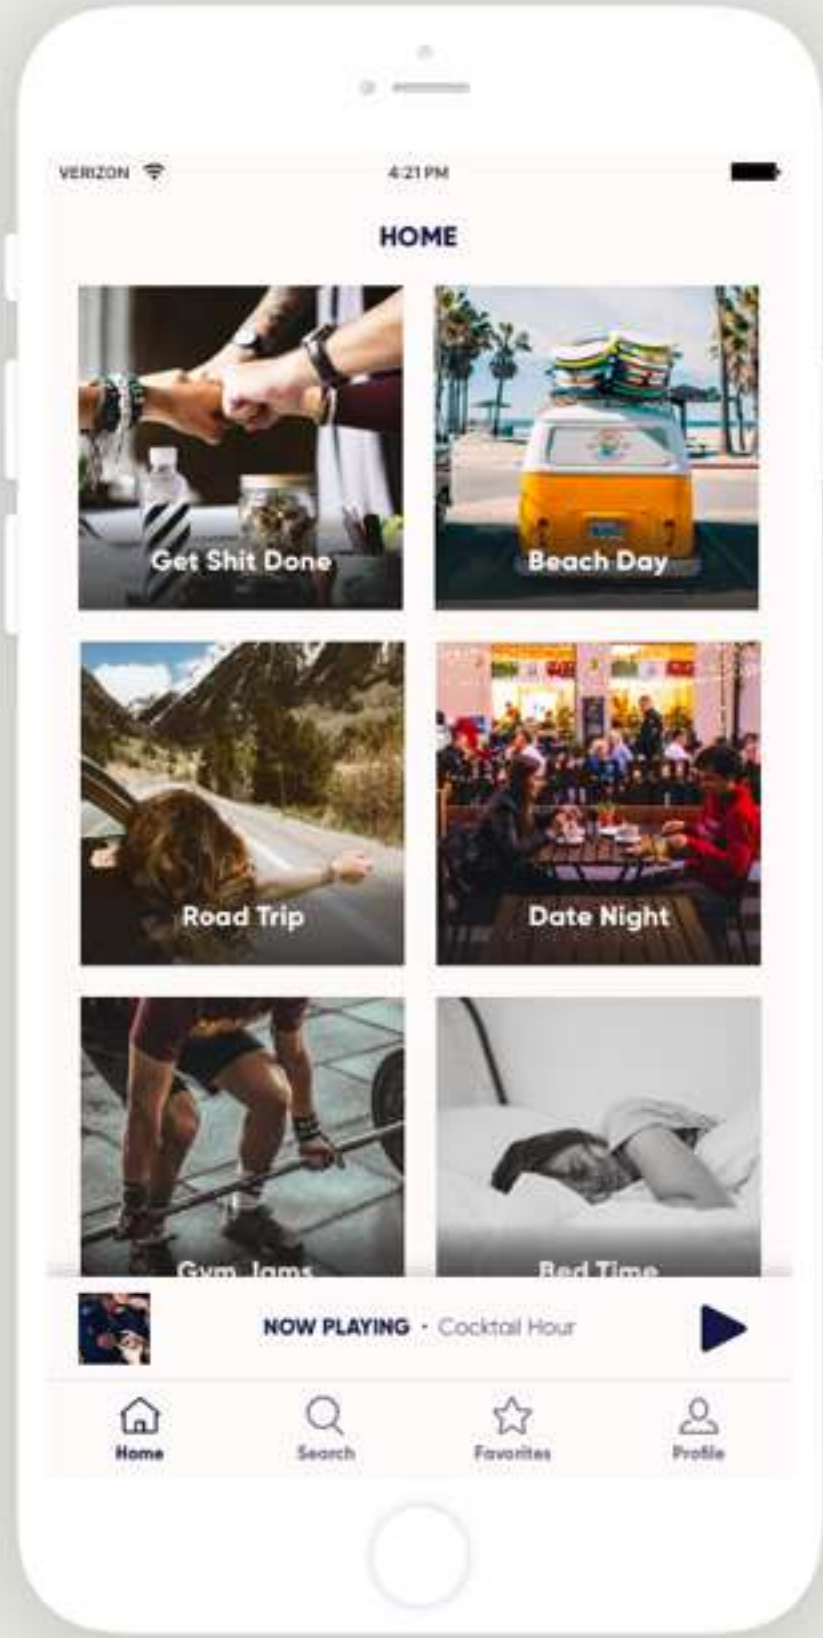 VERIZON 4:21 PM
HOME
Get Shit Done
Beach Day
Road Trip
Date Night
Gym Jams
Bed Time
NOW PLAYING · Cocktail Hour
Home
Search
Favorites
Profile